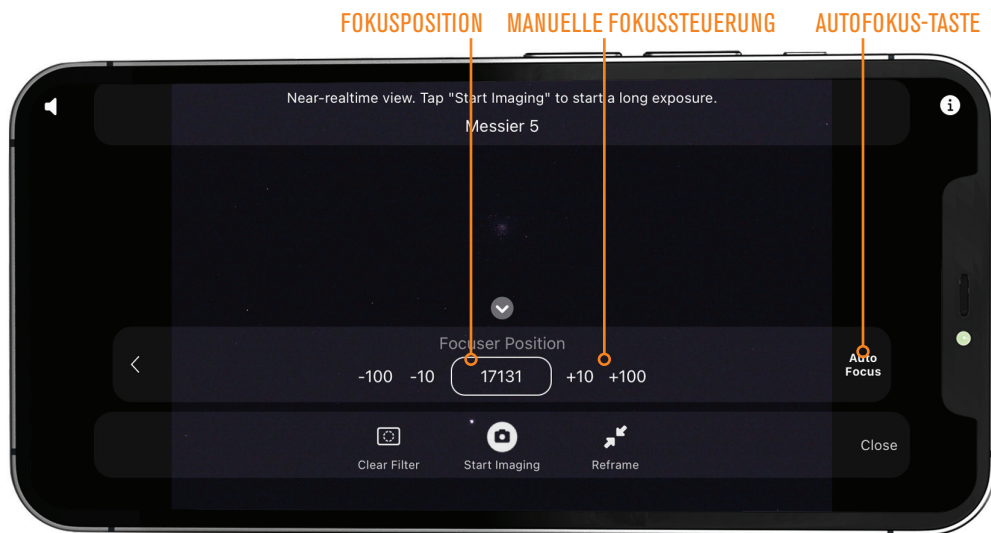 FOKUSPOSITION MANUELLE FOKUSSTEUERUNG AUTOFOKUS-TASTE
Near-realtime view. Tap "Start Imaging" to start a long exposure.
Messier 5
Focuser Position
-100 -10 17131 +10 +100
Auto
Focus
Clear Filter Start Imaging Reframe
Close